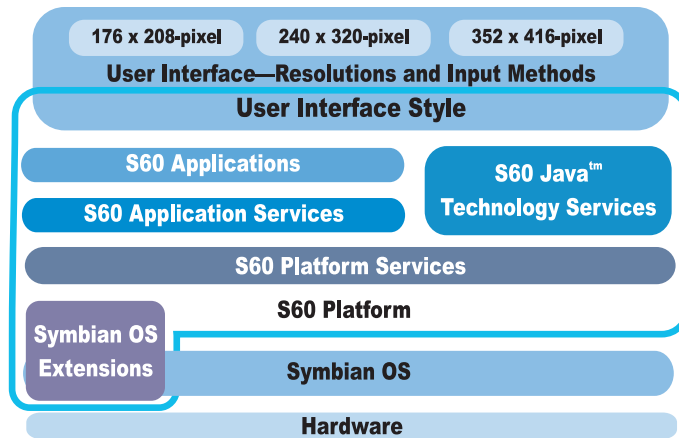 176 x 208-pixel
240 x 320-pixel
352 x 416-pixel
User Interface—Resolutions and Input Methods
User Interface Style
S60 Applications
S60 Java™
Technology Services
S60 Application Services
S60 Platform Services
S60 Platform
Symbian OS
Extensions
Symbian OS
Hardware